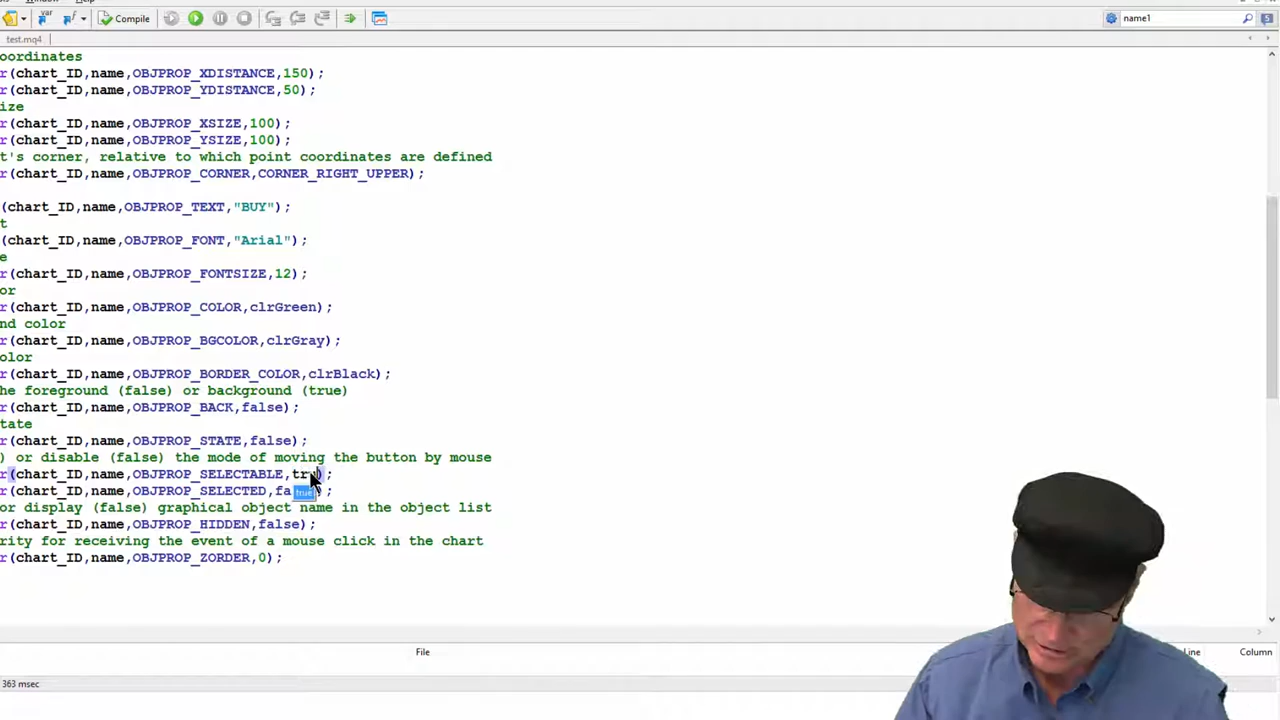 var
Compile
name1
5
test.mq4
oordinates
r(chart_ID,name,OBJPROP_XDISTANCE,150);
r(chart_ID,name,OBJPROP_YDISTANCE,50);
ize
r(chart_ID,name,OBJPROP_XSIZE,100);
r(chart_ID,name,OBJPROP_YSIZE,100);
t's corner, relative to which point coordinates are defined
r(chart_ID,name,OBJPROP_CORNER,CORNER_RIGHT_UPPER);
(chart_ID,name,OBJPROP_TEXT,"BUY");
t
(chart_ID,name,OBJPROP_FONT,"Arial");
e
r(chart_ID,name,OBJPROP_FONTSIZE,12);
or
r(chart_ID,name,OBJPROP_COLOR,clrGreen);
nd color
r(chart_ID,name,OBJPROP_BGCOLOR,clrGray);
olor
r(chart_ID,name,OBJPROP_BORDER_COLOR,clrBlack);
he foreground (false) or background (true)
r(chart_ID,name,OBJPROP_BACK,false);
tate
r(chart_ID,name,OBJPROP_STATE,false);
) or disable (false) the mode of moving the button by mouse
r(chart_ID,name,OBJPROP_SELECTABLE,tru);
r(chart_ID,name,OBJPROP_SELECTED,fa );
true
or display (false) graphical object name in the object list
r(chart_ID,name,OBJPROP_HIDDEN,false);
rity for receiving the event of a mouse click in the chart
r(chart_ID,name,OBJPROP_ZORDER,0);
File Line Column
363 msec